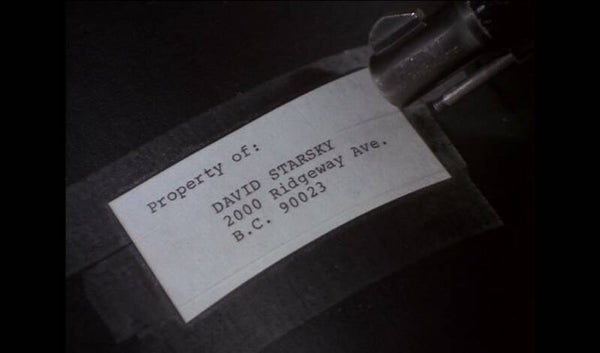 Property of:
DAVID STARSKY
2000 Ridgeway Ave.
B.C. 90023